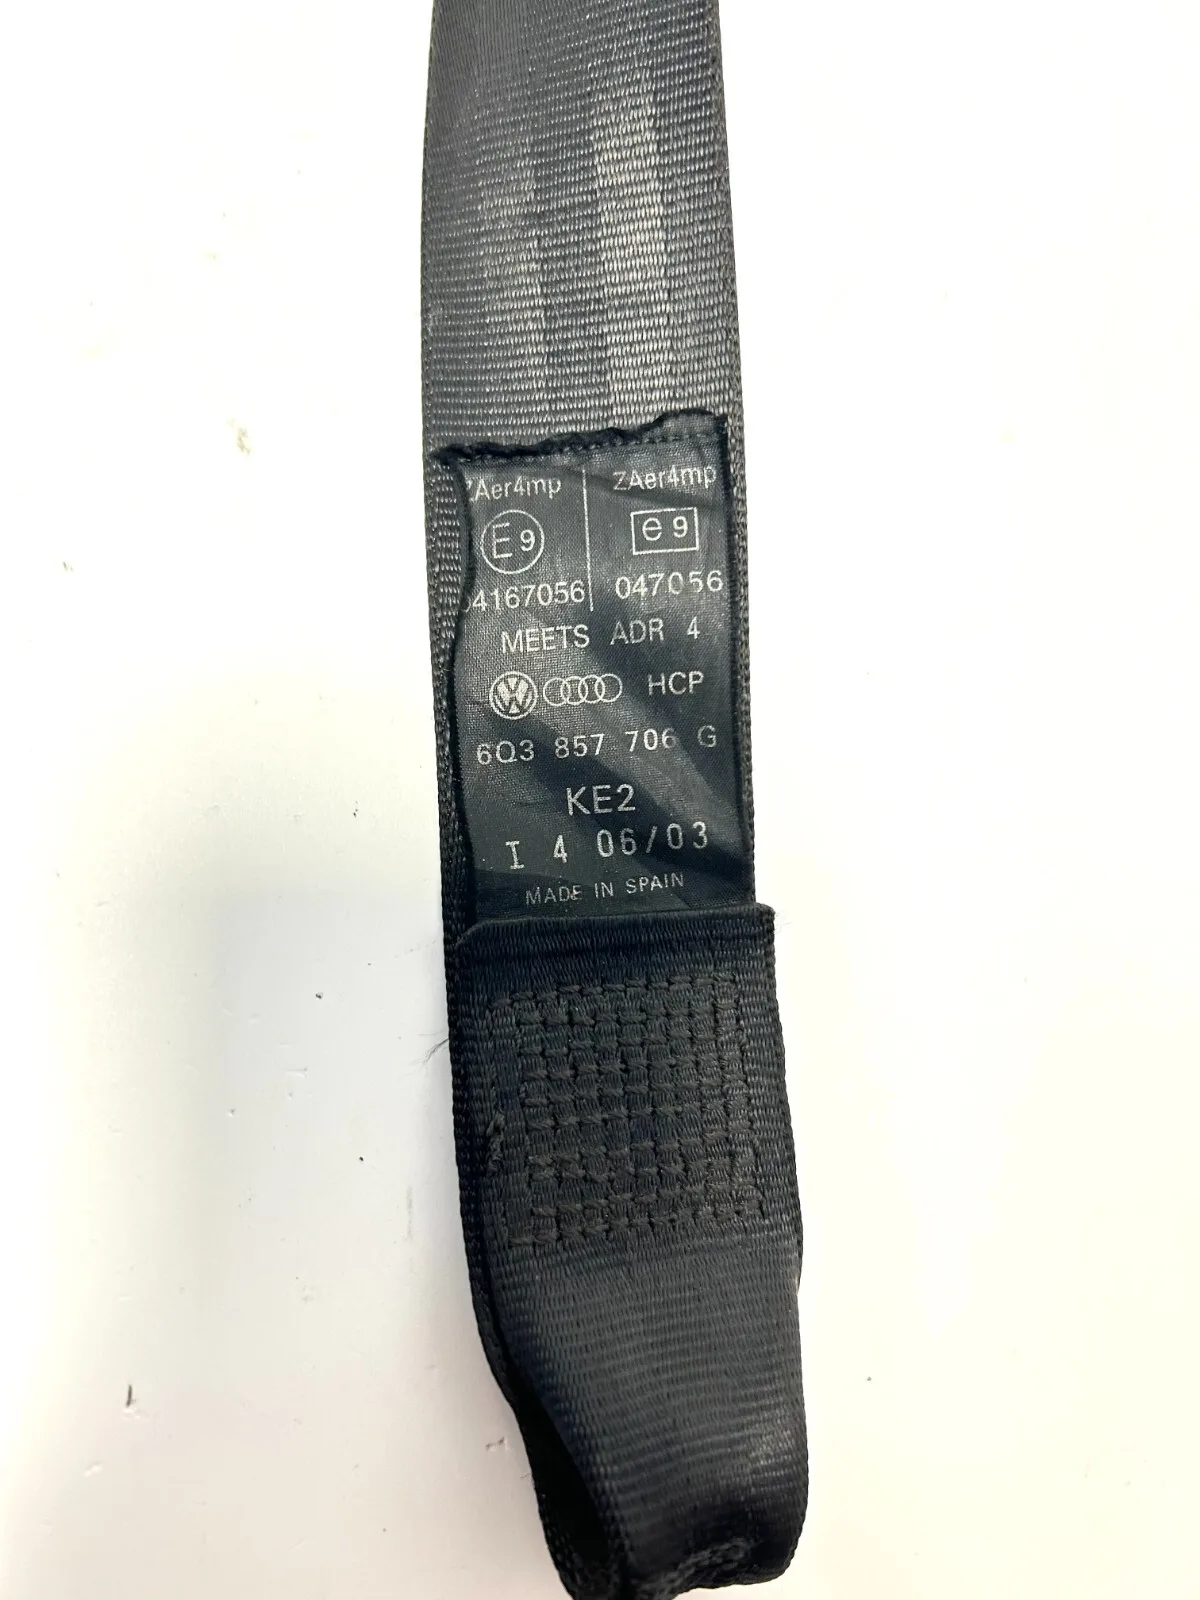 ZAer4mp ZAer4mp
E9 e9
04167056 047056
MEETS ADR 4
HCP
6Q3 857 706 G
KE2
I 4 06/03
MADE IN SPAIN